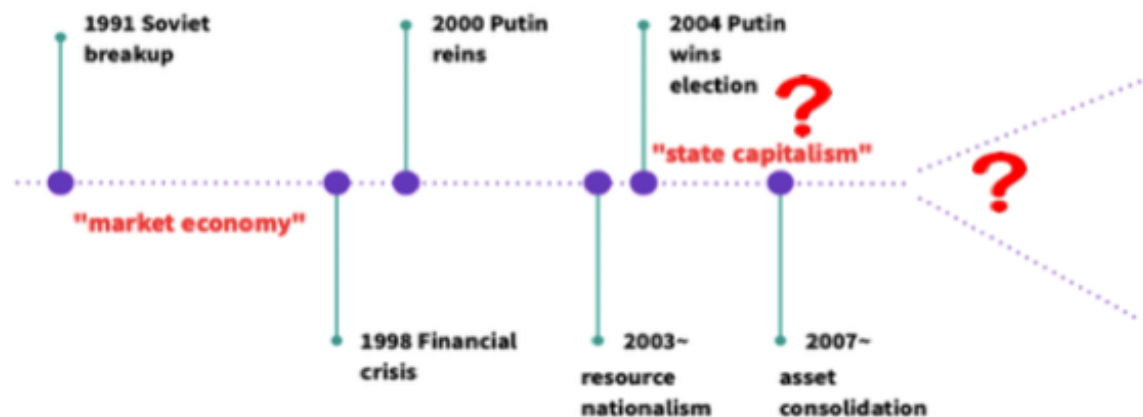 1991 Soviet
breakup
2000 Putin
reins
2004 Putin
wins
election
?
"state capitalism"
?
"market economy"
1998 Financial
crisis
2003~
resource
nationalism
2007~
asset
consolidation